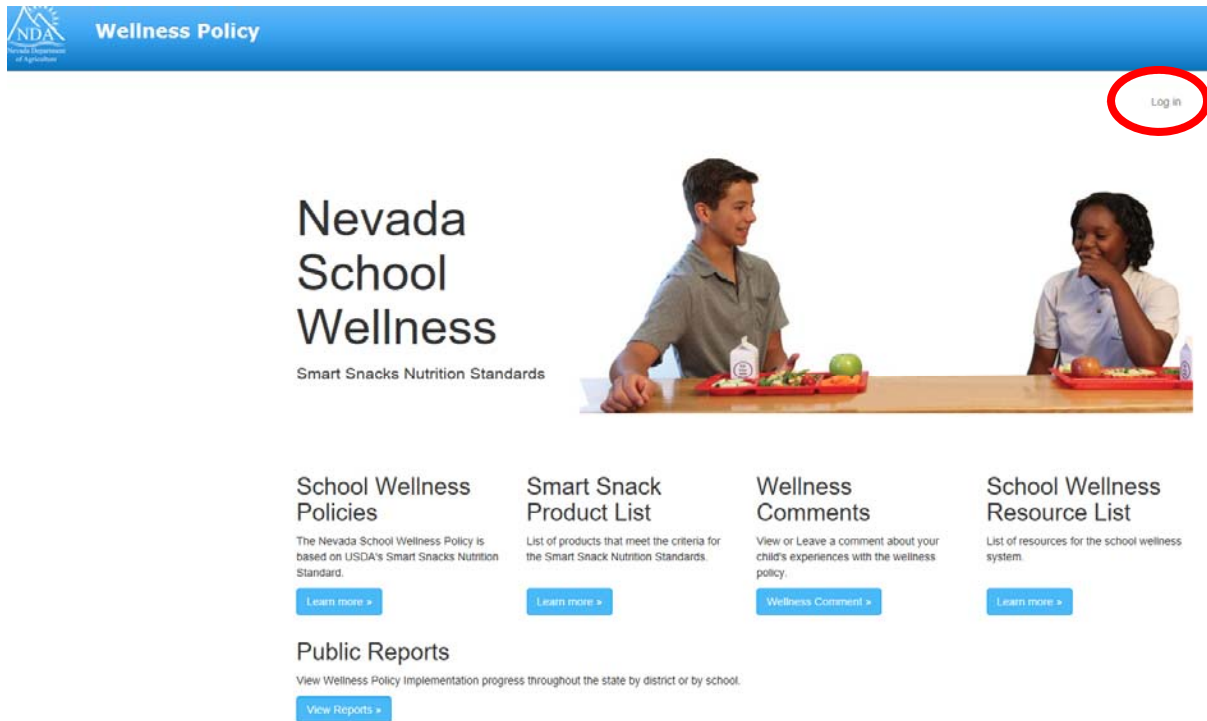 NDA
Nevada Department
of Agriculture
Wellness Policy
Log in
Nevada
School
Wellness
Smart Snacks Nutrition Standards
School Wellness
Policies
The Nevada School Wellness Policy is
based on USDA's Smart Snacks Nutrition
Standard.
Learn more »
Smart Snack
Product List
List of products that meet the criteria for
the Smart Snack Nutrition Standards.
Learn more »
Wellness
Comments
View or Leave a comment about your
child's experiences with the wellness
policy.
Wellness Comment »
School Wellness
Resource List
List of resources for the school wellness
system.
Learn more »
Public Reports
View Wellness Policy Implementation progress throughout the state by district or by school.
View Reports »